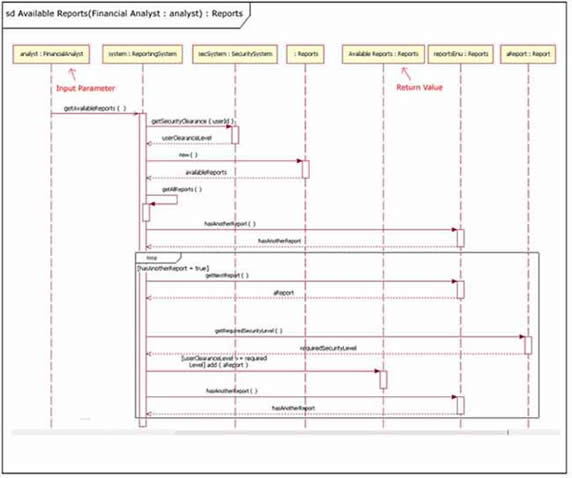 sd Available Reports(Financial Analyst : analyst) : Reports
analyst : FinancialAnalyst
system : ReportingSystem
secSystem : SecuritySystem
: Reports
Available Reports : Reports
reportsEnu : Reports
aReport : Report
Input Parameter
Return Value
getAvailableReports ( )
getSecurityClearance ( userId )
userClearanceLevel
new ( )
availableReports
getAllReports ( )
hasAnotherReport ( )
hasAnotherReport
loop
[hasAnotherReport = true]
getNextReport ( )
aReport
getRequiredSecurityLevel ( )
requiredSecurityLevel
[userClearanceLevel >= required
Level] add ( aReport )
hasAnotherReport ( )
hasAnotherReport